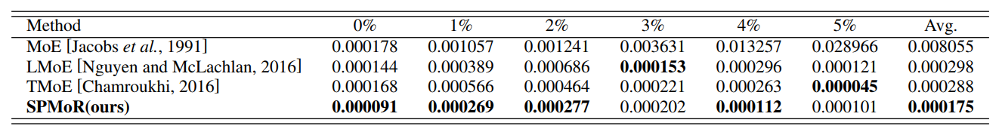 Method 0% 1% 2% 3% 4% 5% Avg.
MoE [Jacobs et al., 1991] 0.000178 0.001057 0.001241 0.003631 0.013257 0.028966 0.008055
LMoE [Nguyen and McLachlan, 2016] 0.000144 0.000389 0.000686 0.000153 0.000296 0.000121 0.000298
TMoE [Chamroukhi, 2016] 0.000168 0.000566 0.000464 0.000221 0.000263 0.000045 0.000288
SPMoR(ours) 0.000091 0.000269 0.000277 0.000202 0.000112 0.000101 0.000175